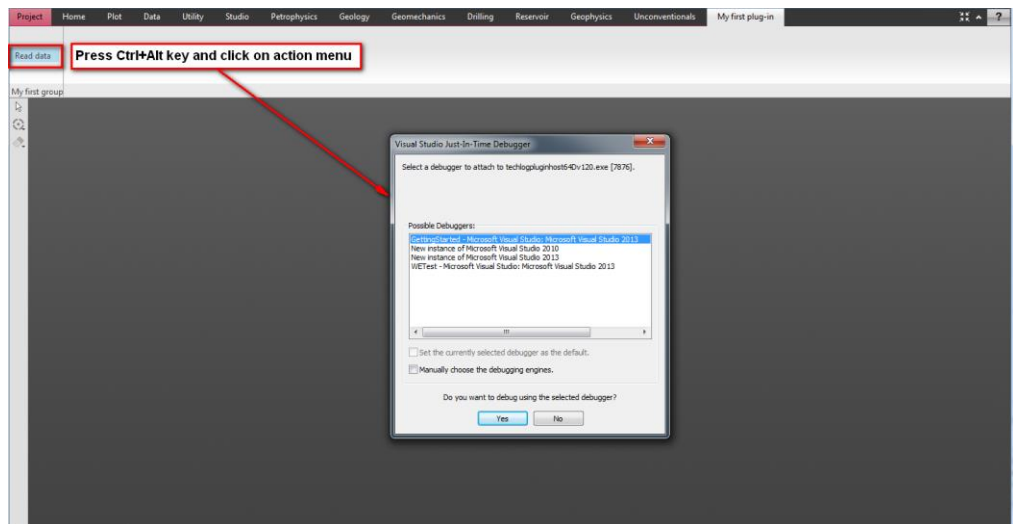 Project Home Plot Data Utility Studio Petrophysics Geology Geomechanics Drilling Reservoir Geophysics Unconventionals My first plug-in ?
Read data
Press Ctrl+Alt key and click on action menu
My first group
Visual Studio Just-In-Time Debugger
Select a debugger to attach to techlogpluginhost64Dv120.exe [7876].
Possible Debuggers:
GettingStarted - Microsoft Visual Studio: Microsoft Visual Studio 2013
New instance of Microsoft Visual Studio 2010
New instance of Microsoft Visual Studio 2013
WETest - Microsoft Visual Studio: Microsoft Visual Studio 2013
Set the currently selected debugger as the default.
Manually choose the debugging engines.
Do you want to debug using the selected debugger?
Yes No